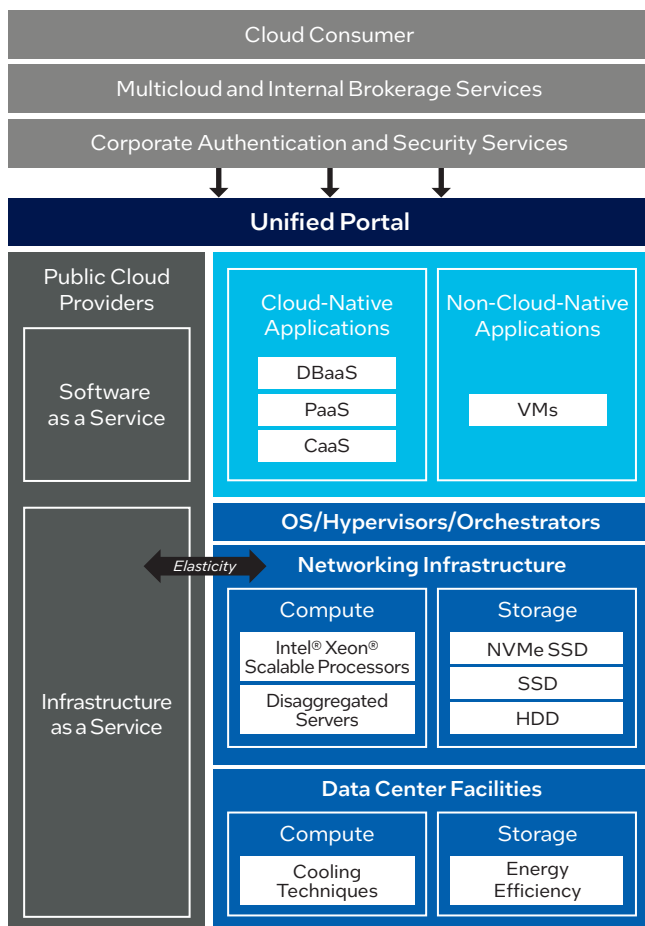 Cloud Consumer
Multicloud and Internal Brokerage Services
Corporate Authentication and Security Services
Unified Portal
Public Cloud
Providers
Software
as a Service
Infrastructure
as a Service
Elasticity
Cloud-Native
Applications
DBaaS
PaaS
CaaS
Non-Cloud-Native
Applications
VMs
OS/Hypervisors/Orchestrators
Networking Infrastructure
Compute
Intel® Xeon®
Scalable Processors
Disaggregated
Servers
Storage
NVMe SSD
SSD
HDD
Data Center Facilities
Compute
Cooling
Techniques
Storage
Energy
Efficiency